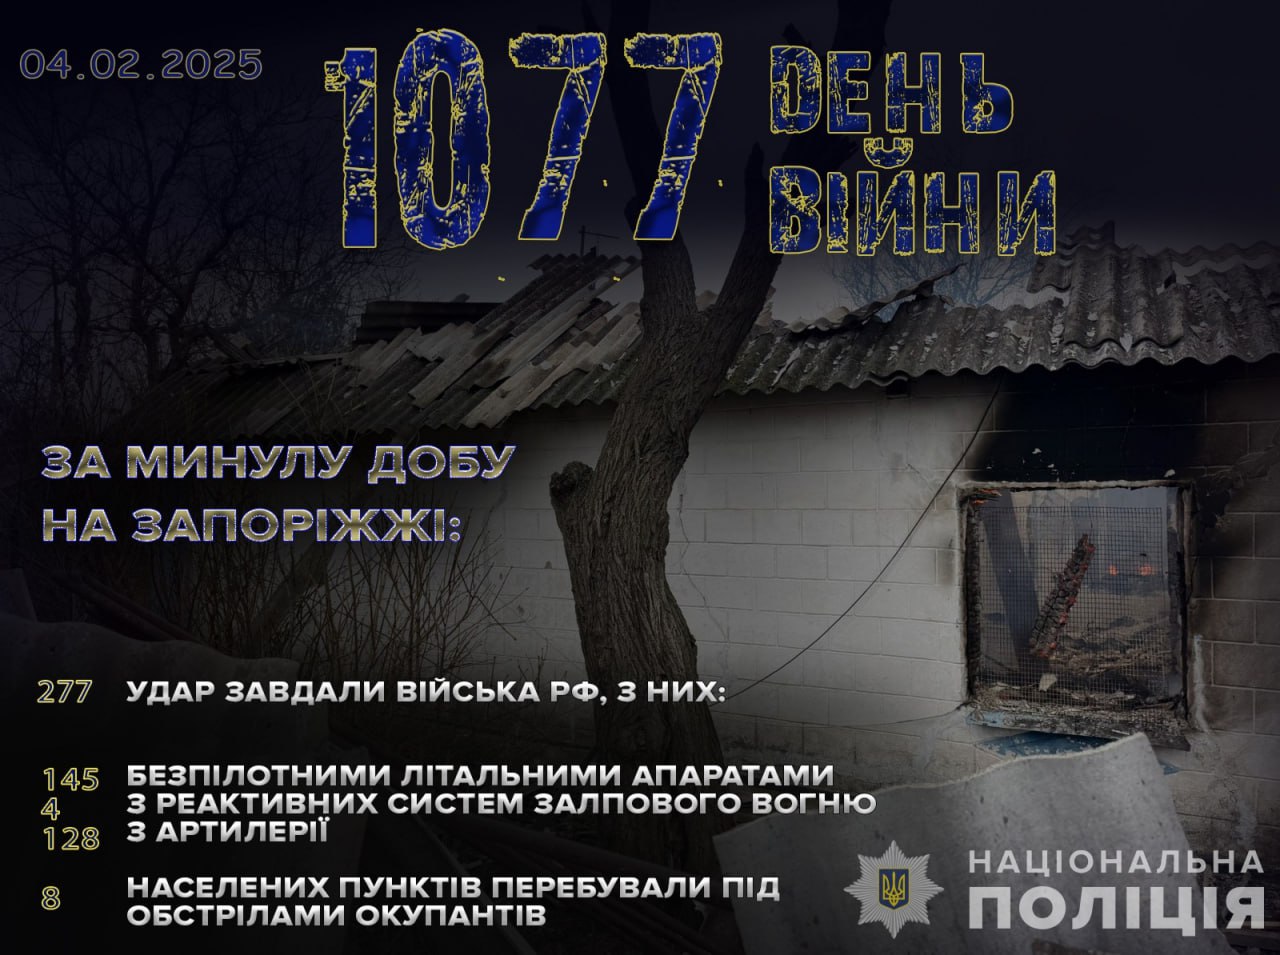 04.02.2025
1077 ДЕНЬ
ВІЙНИ
ЗА МИНУЛУ ДОБУ
НА ЗАПОРІЖЖІ:
277 УДАР ЗАВДАЛИ ВІЙСЬКА РФ, З НИХ:
145 БЕЗПІЛОТНИМИ ЛІТАЛЬНИМИ АПАРАТАМИ
4 З РЕАКТИВНИХ СИСТЕМ ЗАЛПОВОГО ВОГНЮ
128 З АРТИЛЕРІЇ
8 НАСЕЛЕНИХ ПУНКТІВ ПЕРЕБУВАЛИ ПІД
ОБСТРІЛАМИ ОКУПАНТІВ
НАЦІОНАЛЬНА
ПОЛІЦІЯ